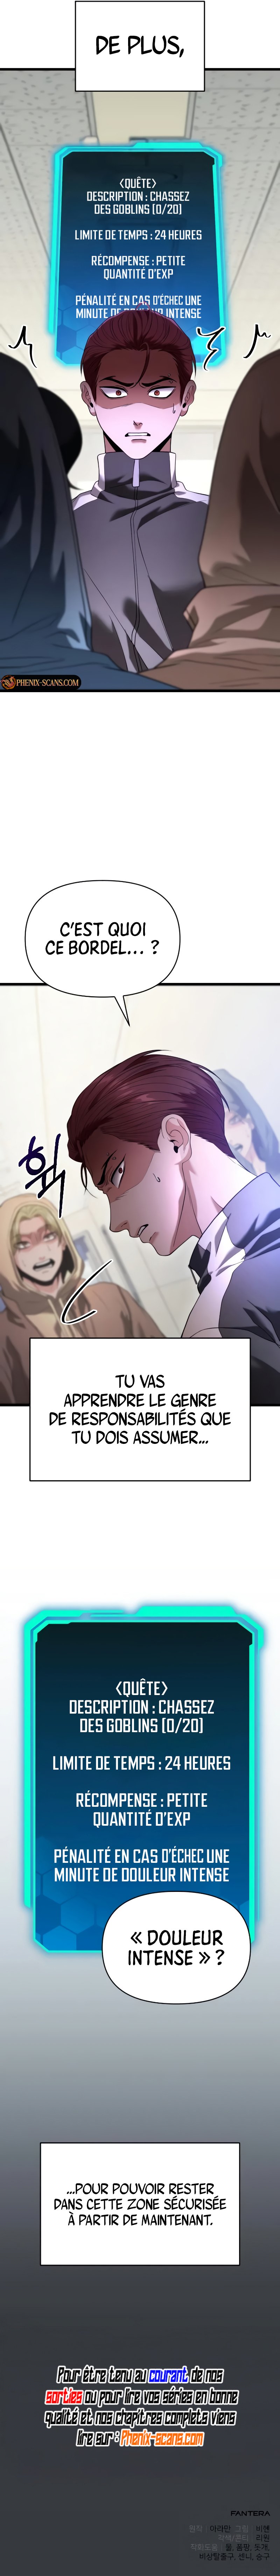 DE PLUS,
<QUÊTE>
DESCRIPTION : CHASSEZ
DES GOBLINS (0/20)
LIMITE DE TEMPS : 24 HEURES
RÉCOMPENSE : PETITE
QUANTITÉ D'EXP
PÉNALITÉ EN CAS D'ÉCHEC UNE
MINUTE DE DOULEUR INTENSE
PHENIX-SCANS.COM
C'EST QUOI
CE BORDEL... ?
휙
TU VAS
APPRENDRE LE GENRE
DE RESPONSABILITÉS QUE
TU DOIS ASSUMER...
<QUÊTE>
DESCRIPTION : CHASSEZ
DES GOBLINS (0/20)
LIMITE DE TEMPS : 24 HEURES
RÉCOMPENSE : PETITE
QUANTITÉ D'EXP
PÉNALITÉ EN CAS D'ÉCHEC UNE
MINUTE DE DOULEUR INTENSE
« DOULEUR
INTENSE » ?
...POUR POUVOIR RESTER
DANS CETTE ZONE SÉCURISÉE
À PARTIR DE MAINTENANT.
Pour être tenu au courant de nos
sorties ou pour lire vos séries en bonne
qualité et nos chapitres complets viens
lire sur : Phenix-scans.com
FANTERA